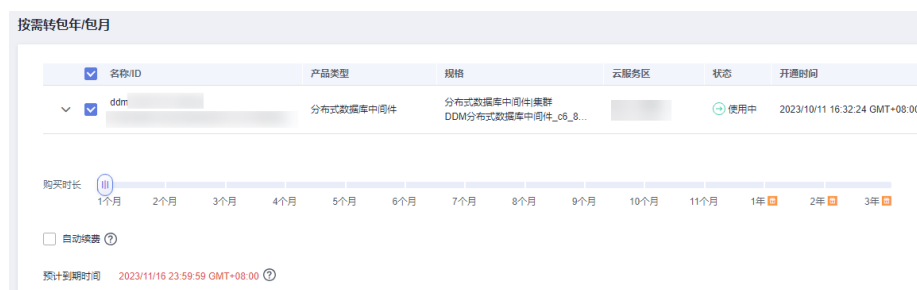 按需转包年/包月
名称/ID 产品类型 规格 云服务区 状态 开通时间
ddm 分布式数据库中间件 分布式数据库中间件|集群 使用中 2023/10/11 16:32:24 GMT+08:00
DDM分布式数据库中间件_c6_8...
购买时长
1个月 2个月 3个月 4个月 5个月 6个月 7个月 8个月 9个月 10个月 11个月 1年 2年 3年
自动续费 ?
预计到期时间 2023/11/16 23:59:59 GMT+08:00 ?